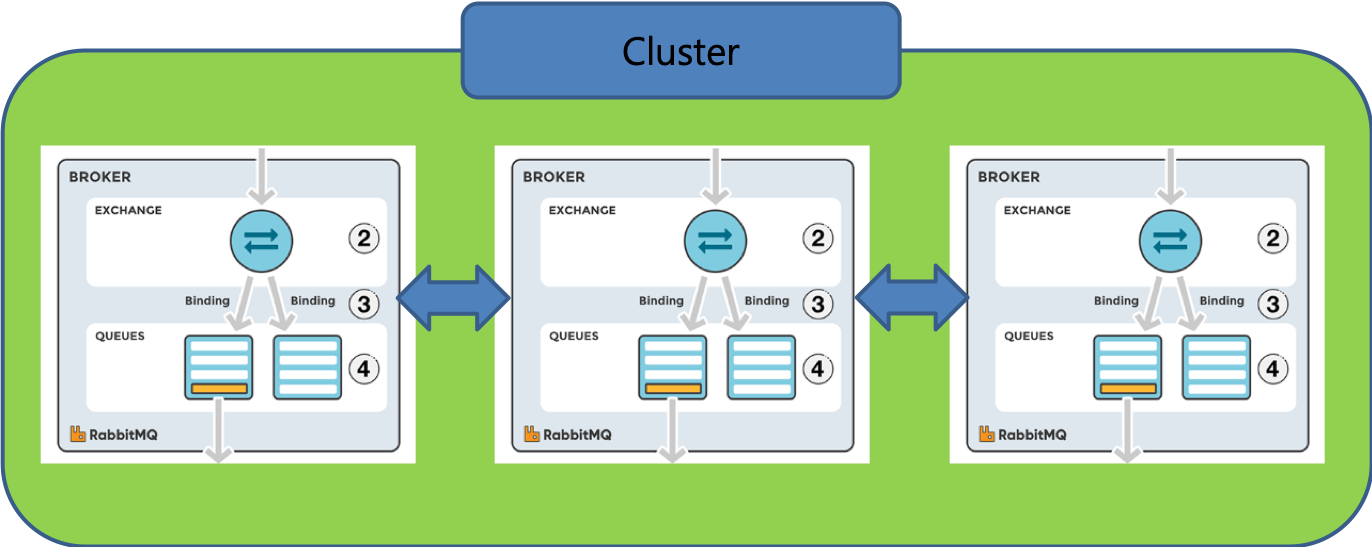 Cluster
BROKER
EXCHANGE
2
Binding
Binding
3
QUEUES
4
RabbitMQ
BROKER
EXCHANGE
2
Binding
Binding
3
QUEUES
4
RabbitMQ
BROKER
EXCHANGE
2
Binding
Binding
3
QUEUES
4
RabbitMQ